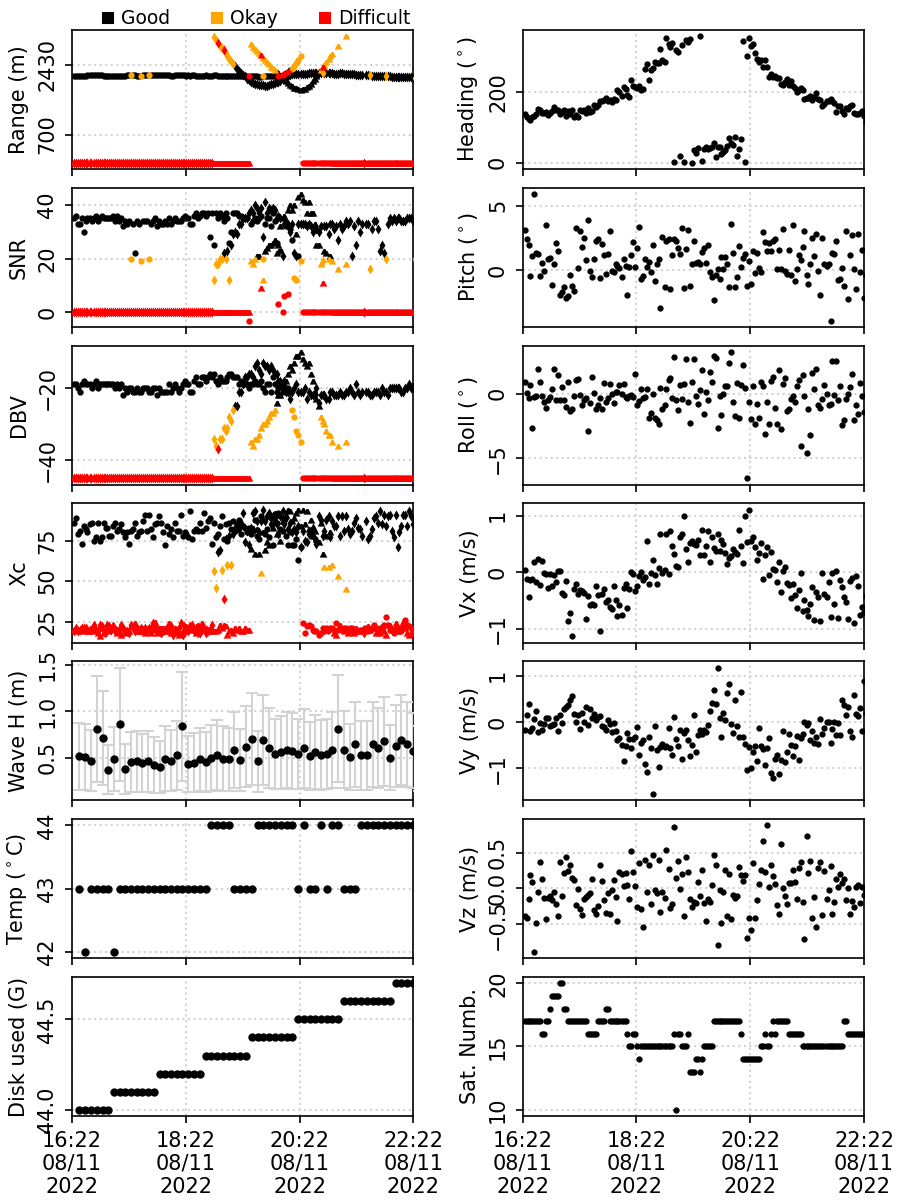 Good Okay Difficult
Range (m)
2430
700
Heading (°)
200
0
SNR
40
20
0
Pitch (°)
5
0
DBV
−20
−40
Roll (°)
0
−5
Xc
75
50
25
Vx (m/s)
1
0
−1
Wave H (m)
1.5
1.0
0.5
Vy (m/s)
1
0
−1
Temp (°C)
44
43
42
Vz (m/s)
0.5
0.0
−0.5
Disk used (G)
44.5
44.0
Sat. Numb.
20
15
10
16:22 18:22 20:22 22:22
08/11 08/11 08/11 08/11
2022 2022 2022 2022
16:22 18:22 20:22 22:22
08/11 08/11 08/11 08/11
2022 2022 2022 2022